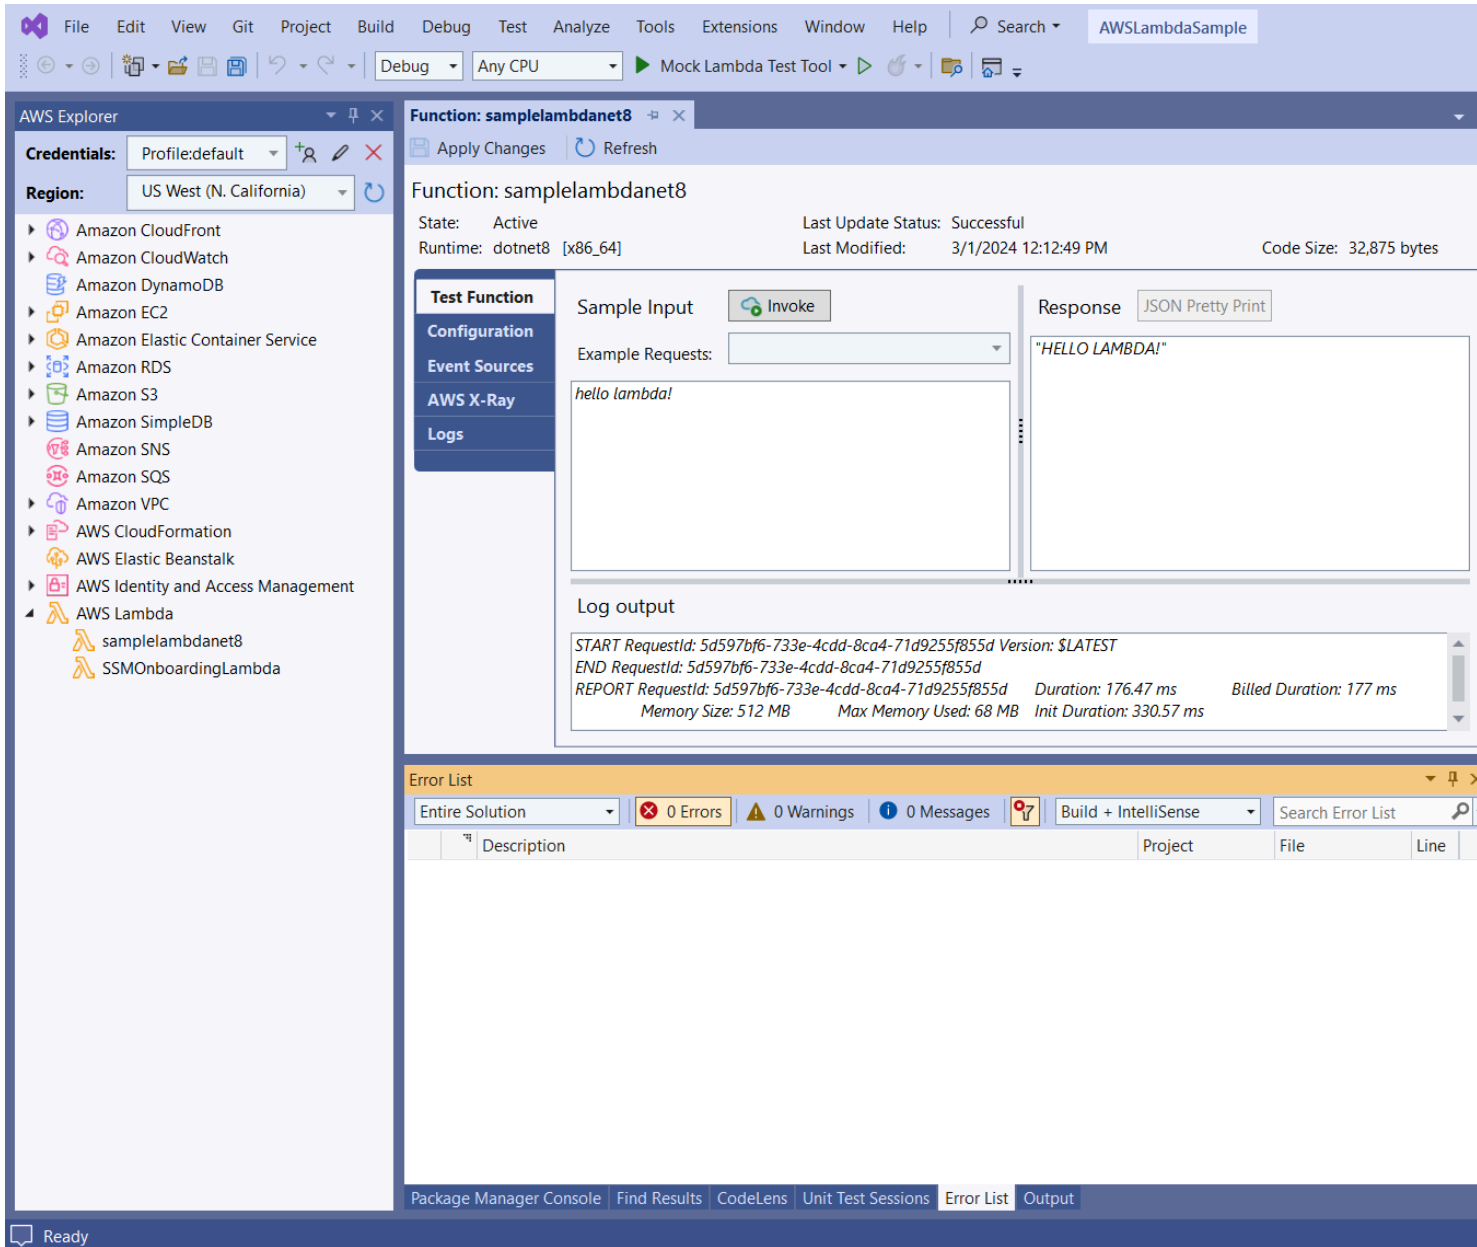 File Edit View Git Project Build Debug Test Analyze Tools Extensions Window Help Search AWSLambdaSample
Debug Any CPU Mock Lambda Test Tool
AWS Explorer
Credentials: Profile:default
Region: US West (N. California)
Amazon CloudFront
Amazon CloudWatch
Amazon DynamoDB
Amazon EC2
Amazon Elastic Container Service
Amazon RDS
Amazon S3
Amazon SimpleDB
Amazon SNS
Amazon SQS
Amazon VPC
AWS CloudFormation
AWS Elastic Beanstalk
AWS Identity and Access Management
AWS Lambda
samplelambdanet8
SSMOnboardingLambda
Function: samplelambdanet8
Apply Changes Refresh
Function: samplelambdanet8
State: Active Last Update Status: Successful
Runtime: dotnet8 [x86_64] Last Modified: 3/1/2024 12:12:49 PM Code Size: 32,875 bytes
Test Function
Configuration
Event Sources
AWS X-Ray
Logs
Sample Input Invoke
Example Requests:
hello lambda!
Response JSON Pretty Print
"HELLO LAMBDA!"
Log output
START RequestId: 5d597bf6-733e-4cdd-8ca4-71d9255f855d Version: $LATEST
END RequestId: 5d597bf6-733e-4cdd-8ca4-71d9255f855d
REPORT RequestId: 5d597bf6-733e-4cdd-8ca4-71d9255f855d Duration: 176.47 ms Billed Duration: 177 ms
Memory Size: 512 MB Max Memory Used: 68 MB Init Duration: 330.57 ms
Error List
Entire Solution 0 Errors 0 Warnings 0 Messages Build + IntelliSense Search Error List
Description Project File Line
Package Manager Console Find Results CodeLens Unit Test Sessions Error List Output
Ready